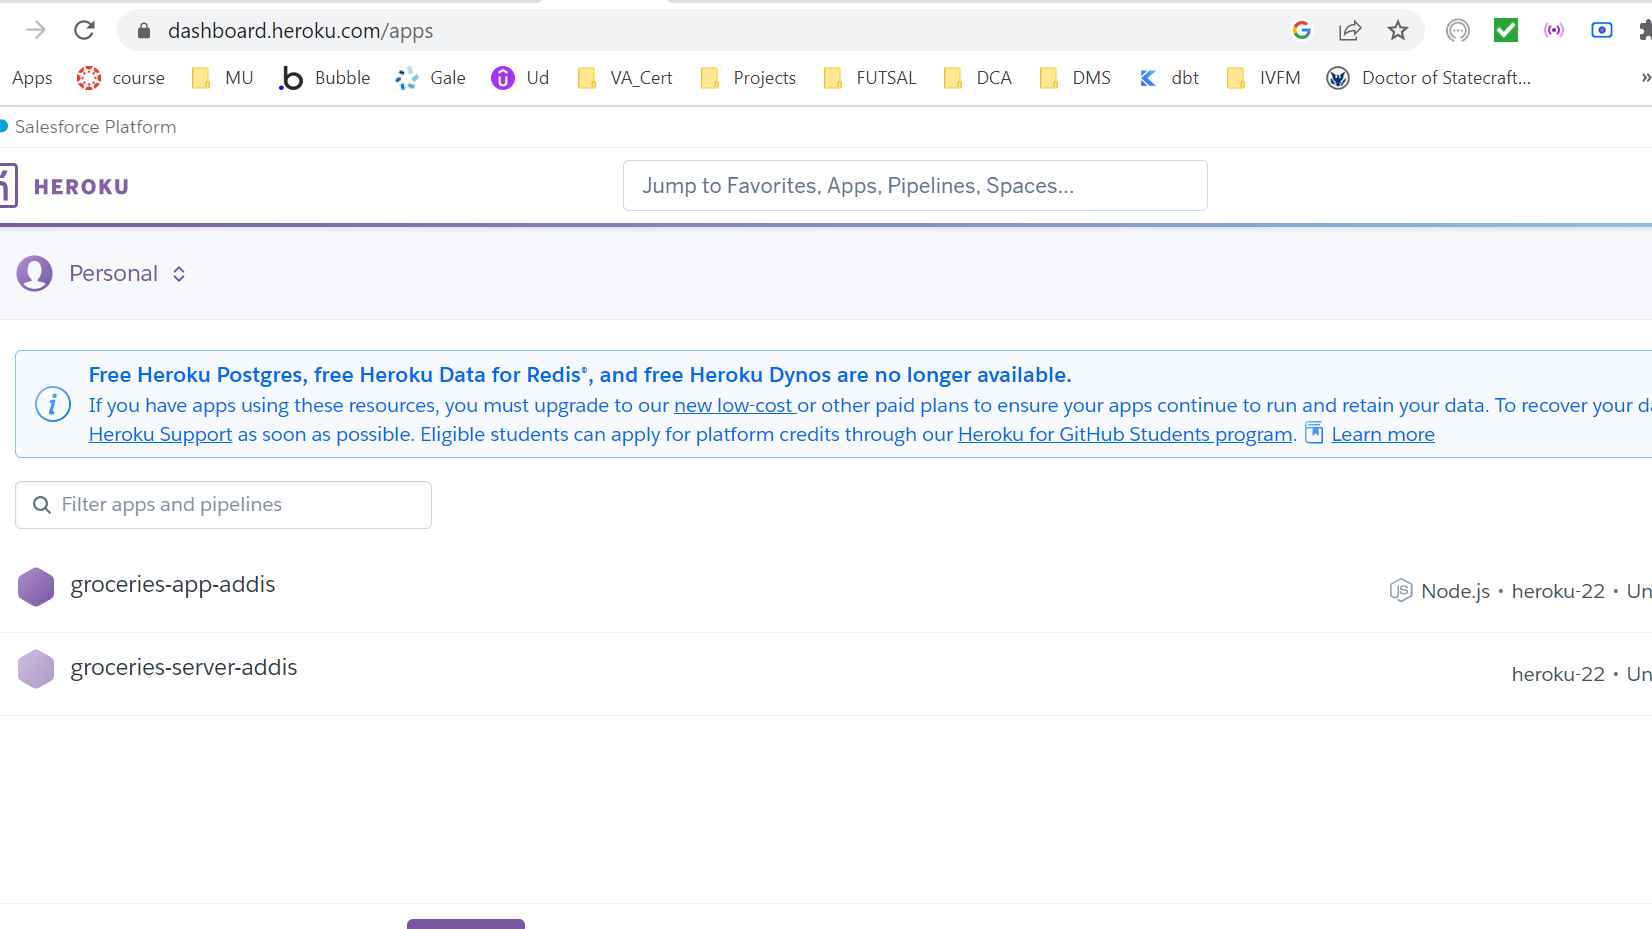 dashboard.heroku.com/apps
Apps course MU Bubble Gale Ud VA_Cert Projects FUTSAL DCA DMS dbt IVFM Doctor of Statecraft... »
Salesforce Platform
HEROKU
Jump to Favorites, Apps, Pipelines, Spaces...
Personal
Free Heroku Postgres, free Heroku Data for Redis®, and free Heroku Dynos are no longer available.
If you have apps using these resources, you must upgrade to our new low-cost or other paid plans to ensure your apps continue to run and retain your data. To recover your
Heroku Support as soon as possible. Eligible students can apply for platform credits through our Heroku for GitHub Students program. Learn more
Filter apps and pipelines
groceries-app-addis
Node.js • heroku-22 • Un
groceries-server-addis
heroku-22 • Un